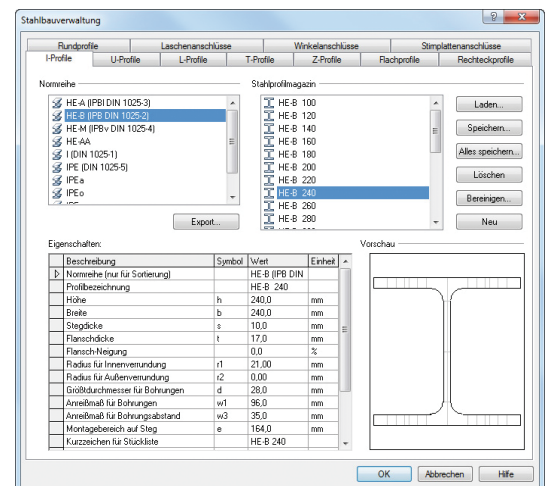 Stahlbauverwaltung
Rundprofile Laschenanschlüsse Winkelanschlüsse Stirnplattenanschlüsse
I-Profile U-Profile L-Profile T-Profile Z-Profile Flachprofile Rechteckprofile
Normreihe
HE-A (IPBI DIN 1025-3)
HE-B (IPB DIN 1025-2)
HE-M (IPBv DIN 1025-4)
HE-AA
I (DIN 1025-1)
IPE (DIN 1025-5)
IPEa
IPEo
Export...
Stahlprofilmagazin
HE-B 100
HE-B 120
HE-B 140
HE-B 160
HE-B 180
HE-B 200
HE-B 220
HE-B 240
HE-B 260
HE-B 280
Laden...
Speichern...
Alles speichern...
Löschen
Bereinigen...
Neu
Eigenschaften:
Beschreibung Symbol Wert Einheit
Normreihe (nur für Sortierung) HE-B (IPB DIN
Profilbezeichnung HE-B 240
Höhe h 240,0 mm
Breite b 240,0 mm
Stegdicke s 10,0 mm
Flanschdicke t 17,0 mm
Flansch-Neigung 0,0 %
Radius für Innenverrundung r1 21,00 mm
Radius für Außenverrundung r2 0,00 mm
Größtdurchmesser für Bohrungen d 28,0 mm
Anreißmaß für Bohrungen w1 96,0 mm
Anreißmaß für Bohrungsabstand w3 35,0 mm
Montagebereich auf Steg e 164,0 mm
Kurzzeichen für Stückliste HE-B 240
Vorschau
OK Abbrechen Hilfe